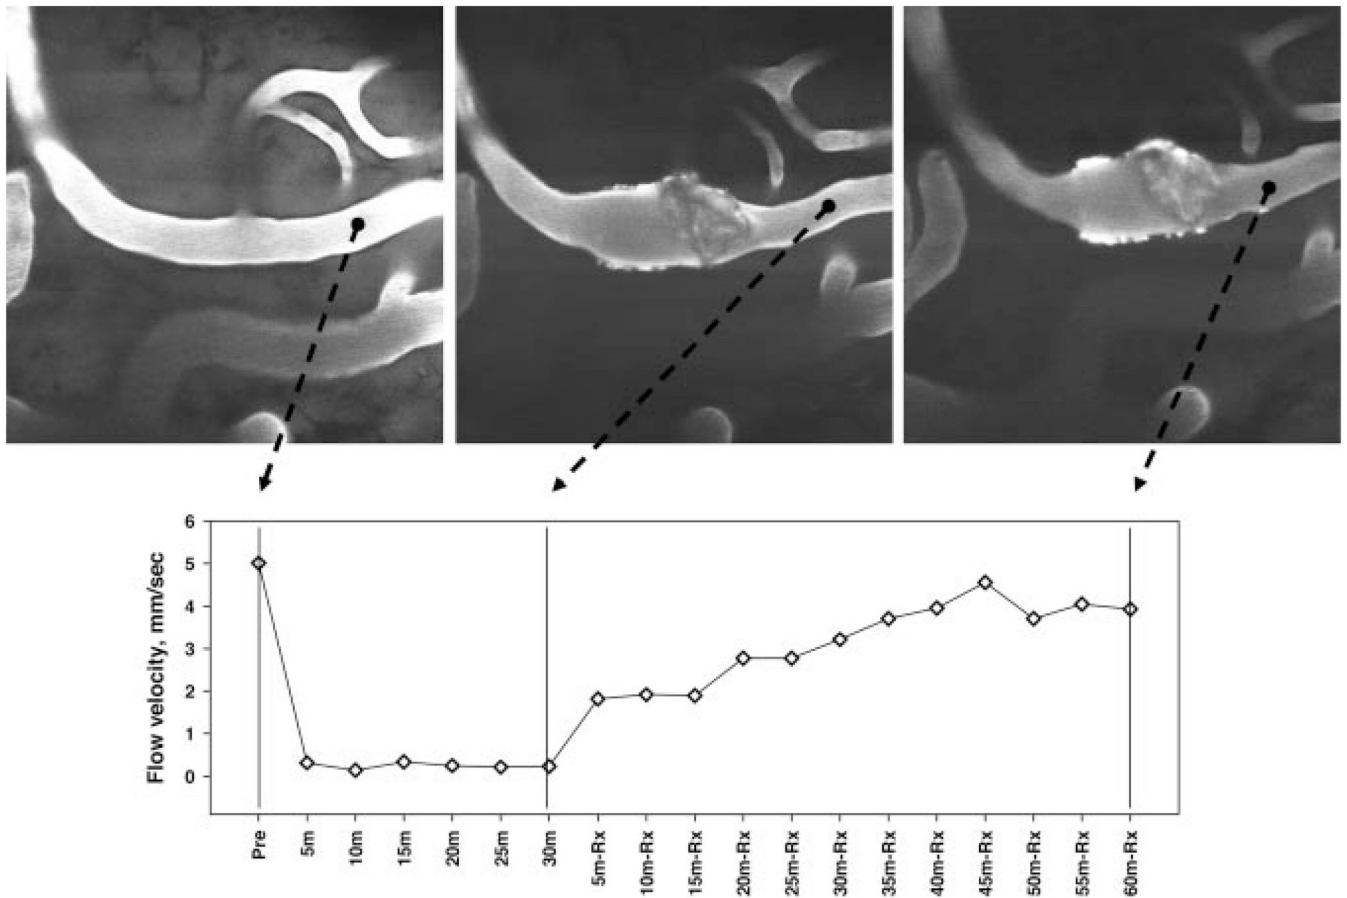 6
5
4
3
2
1
0
Flow velocity, mm/sec
Pre
5m
10m
15m
20m
25m
30m
5m-Rx
10m-Rx
15m-Rx
20m-Rx
25m-Rx
30m-Rx
35m-Rx
40m-Rx
45m-Rx
50m-Rx
55m-Rx
60m-Rx